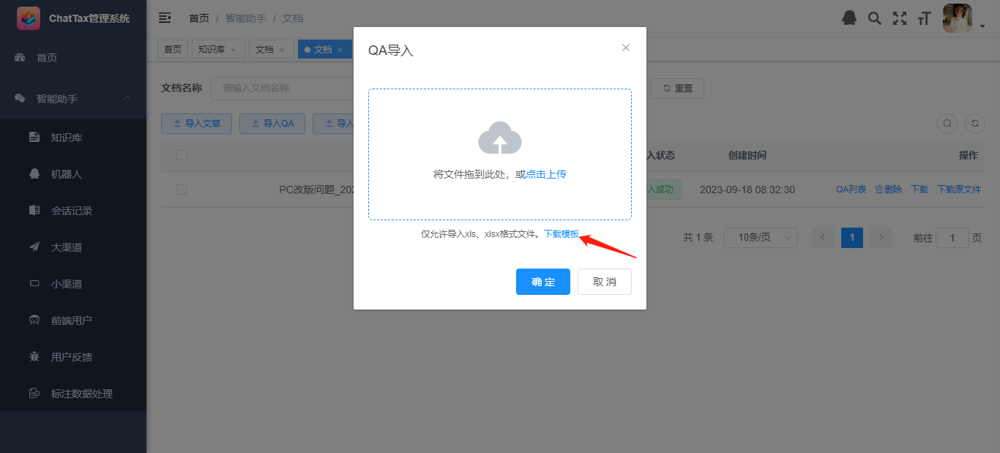 ChatTax管理系统
首页
智能助手
知识库
机器人
会话记录
大渠道
小渠道
前端用户
用户反馈
标注数据处理
首页 / 智能助手 / 文档
首页 知识库 × 文档 × 文档 ×
文档名称 请输入文档名称 重置
导入文章 导入QA 导入
入状态 创建时间 操作
PC改版问题_202 入成功 2023-09-18 08:32:30 QA列表 删除 下载 下载原文件
共 1 条 10条/页 1 前往 1 页
QA导入
将文件拖到此处，或点击上传
仅允许导入xls、xlsx格式文件。下载模板
确 定 取 消